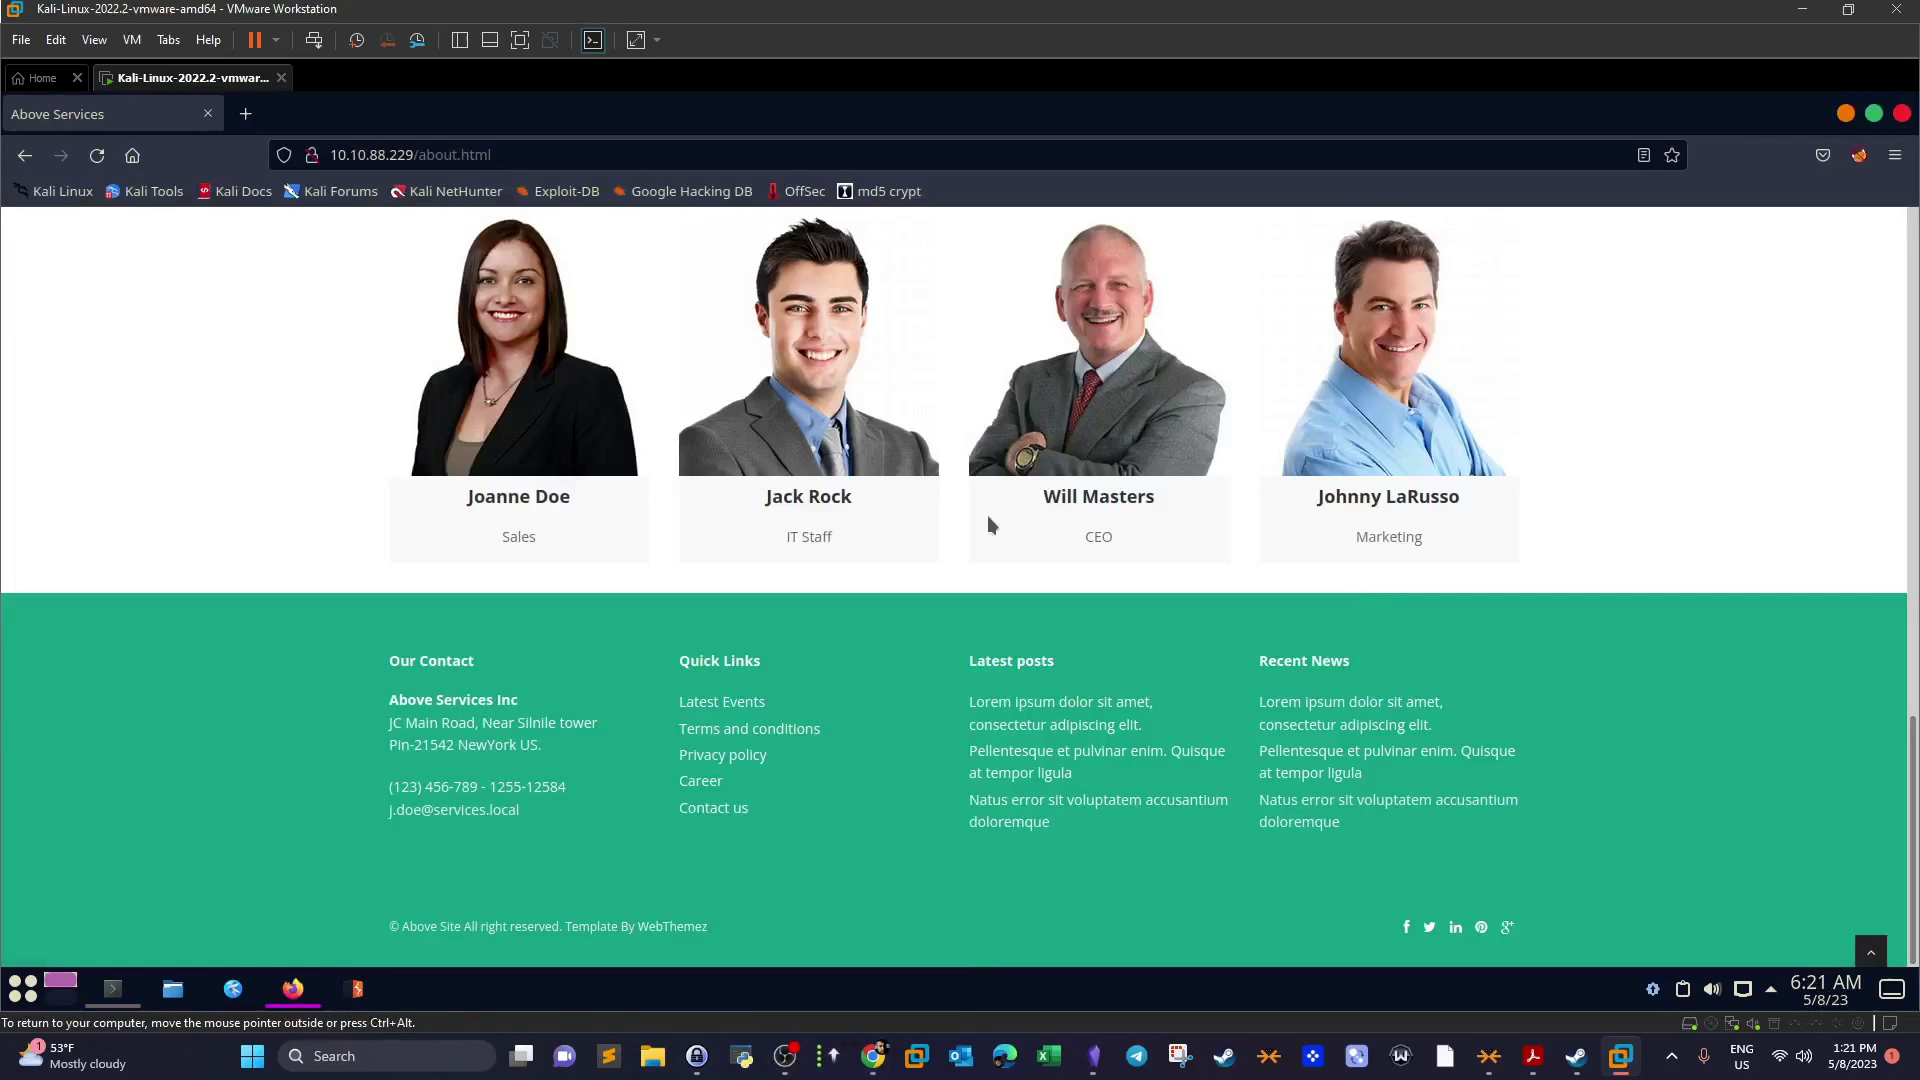 Kali-Linux-2022.2-vmware-amd64 - VMware Workstation
File Edit View VM Tabs Help
Home Kali-Linux-2022.2-vmwar...
Above Services
10.10.88.229/about.html
Kali Linux Kali Tools Kali Docs Kali Forums Kali NetHunter Exploit-DB Google Hacking DB OffSec md5 crypt
Joanne Doe
Sales
Jack Rock
IT Staff
Will Masters
CEO
Johnny LaRusso
Marketing
Our Contact
Above Services Inc
JC Main Road, Near Silnile tower
Pin-21542 NewYork US.
(123) 456-789 - 1255-12584
j.doe@services.local
Quick Links
Latest Events
Terms and conditions
Privacy policy
Career
Contact us
Latest posts
Lorem ipsum dolor sit amet,
consectetur adipiscing elit.
Pellentesque et pulvinar enim. Quisque
at tempor ligula
Natus error sit voluptatem accusantium
doloremque
Recent News
Lorem ipsum dolor sit amet,
consectetur adipiscing elit.
Pellentesque et pulvinar enim. Quisque
at tempor ligula
Natus error sit voluptatem accusantium
doloremque
© Above Site All right reserved. Template By WebThemez
6:21 AM
5/8/23
To return to your computer, move the mouse pointer outside or press Ctrl+Alt.
1
53°F
Mostly cloudy
Search
ENG
US
1:21 PM
5/8/2023
1